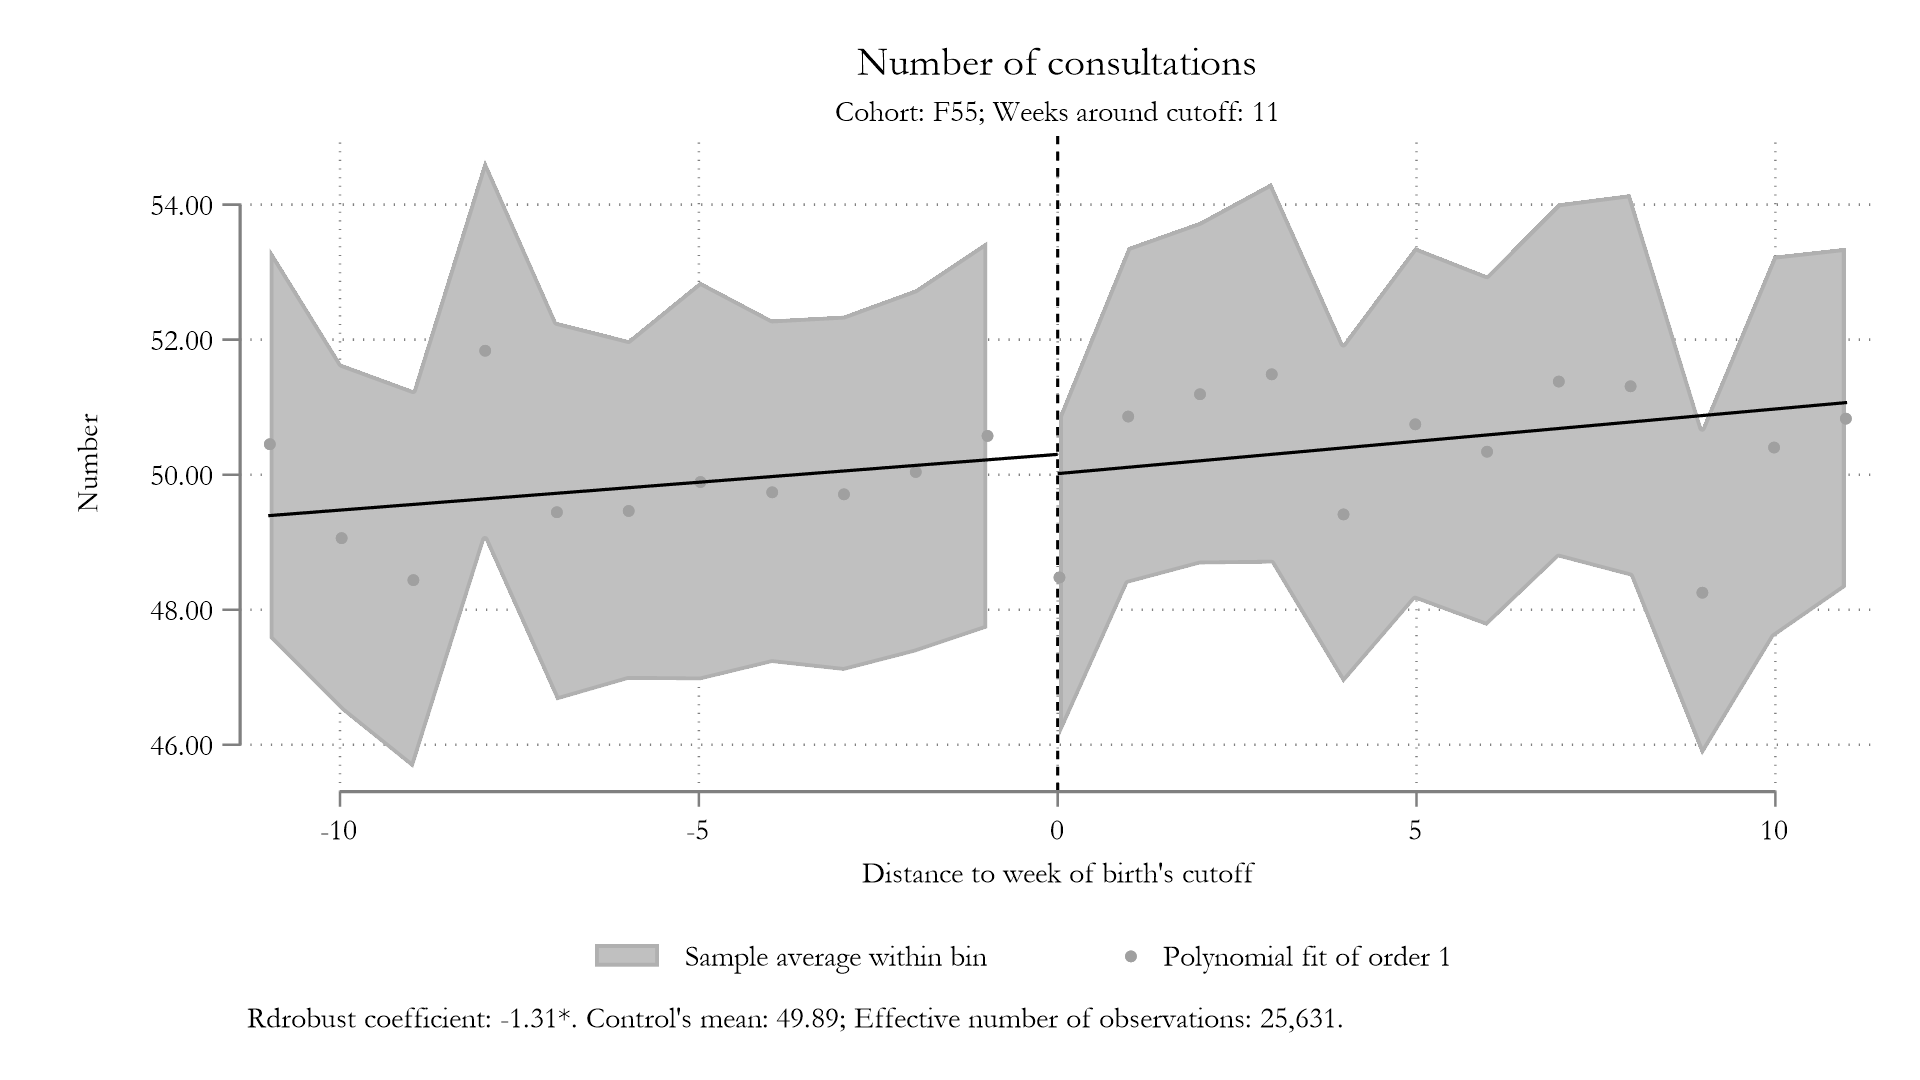 Number of consultations
Cohort: F55; Weeks around cutoff: 11
54.00
52.00
50.00
48.00
46.00
Number
-10 -5 0 5 10
Distance to week of birth's cutoff
Sample average within bin Polynomial fit of order 1
Rdrobust coefficient: -1.31*. Control's mean: 49.89; Effective number of observations: 25,631.